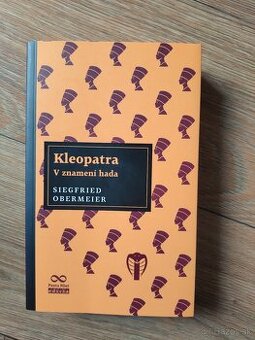 Kleopatra
V znamení hada
SIEGFRIED
OBERMEIER